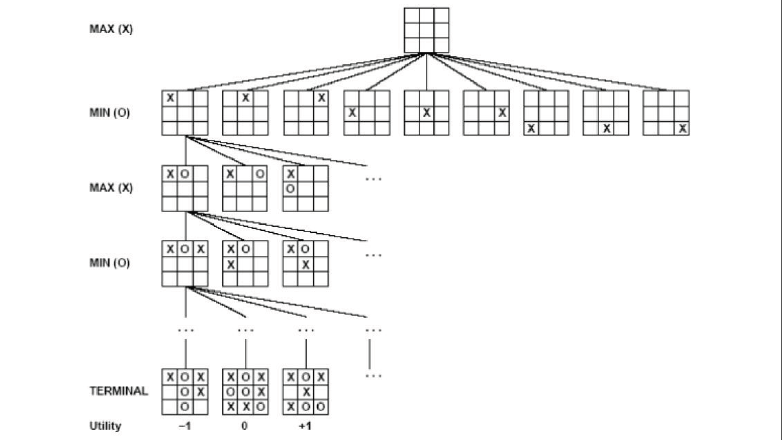 MAX (X)
X X X X X X X X X
MIN (O)
X O X O X
O
MAX (X)
...
X O X X O X O
X X
MIN (O)
...
... ... ... ...
X O X X O X X O X ...
O X O O X X
O X X O X O O
TERMINAL
Utility −1 0 +1